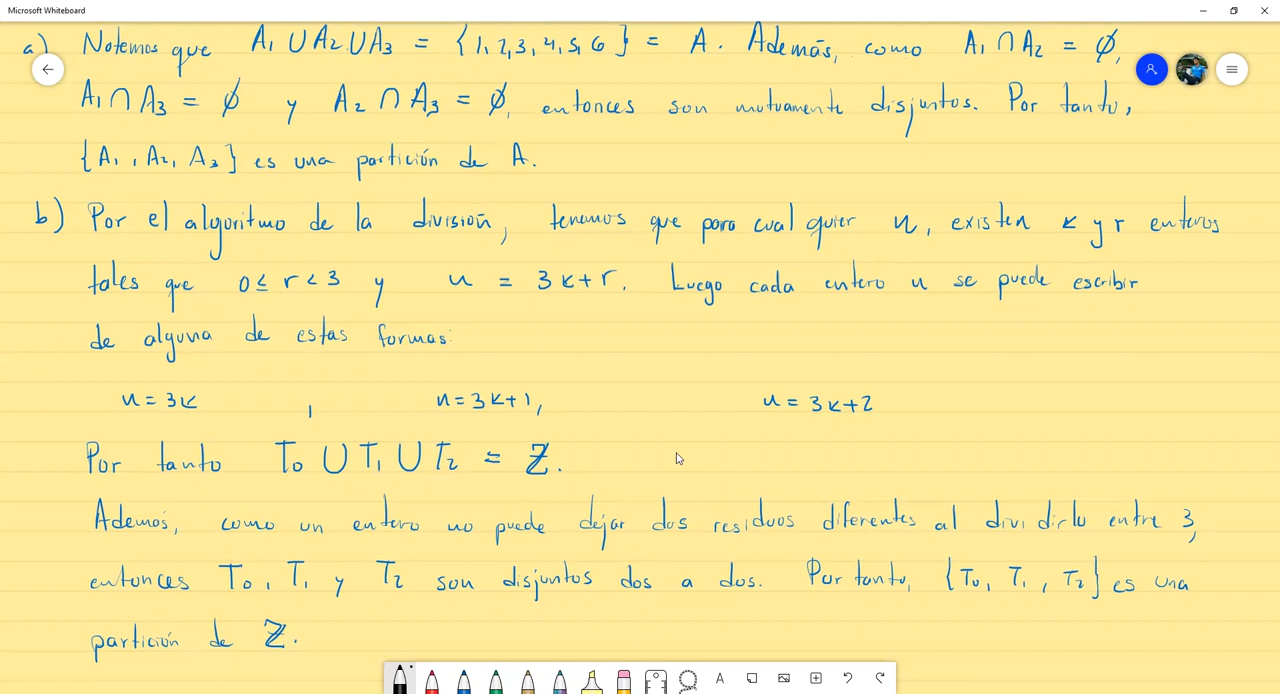 Microsoft Whiteboard
a) Notemos que A₁ ∪ A₂ ∪ A₃ = {1,2,3,4,5,6} = A. Además, como A₁ ∩ A₂ = ∅,
A₁ ∩ A₃ = ∅ y A₂ ∩ A₃ = ∅, entonces son mutuamente disjuntos. Por tanto,
{A₁, A₂, A₃} es una partición de A.
b) Por el algoritmo de la división, tenemos que para cualquier n, existen k y r enteros
tales que 0 ≤ r < 3 y n = 3k+r. Luego cada entero n se puede escribir
de alguna de estas formas:
n = 3k , n = 3k+1, n = 3k+2
Por tanto T₀ ∪ T₁ ∪ T₂ = ℤ.
Además, como un entero no puede dejar dos residuos diferentes al dividirlo entre 3,
entonces T₀, T₁ y T₂ son disjuntos dos a dos. Por tanto, {T₀, T₁, T₂} es una
partición de ℤ.
A